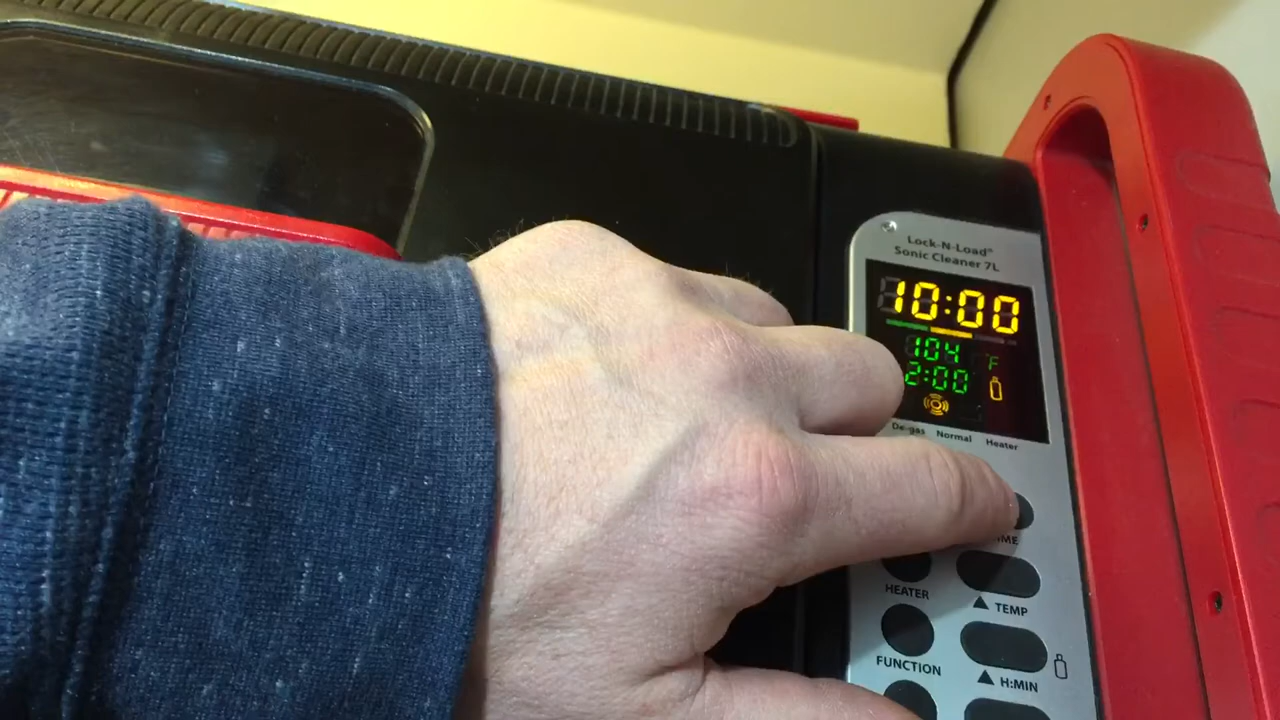 Lock-N-Load®
Sonic Cleaner 7L
10:00
104 °F
2:00
De-gas Normal Heater
HEATER
▲ TEMP
FUNCTION
▲ H:MIN